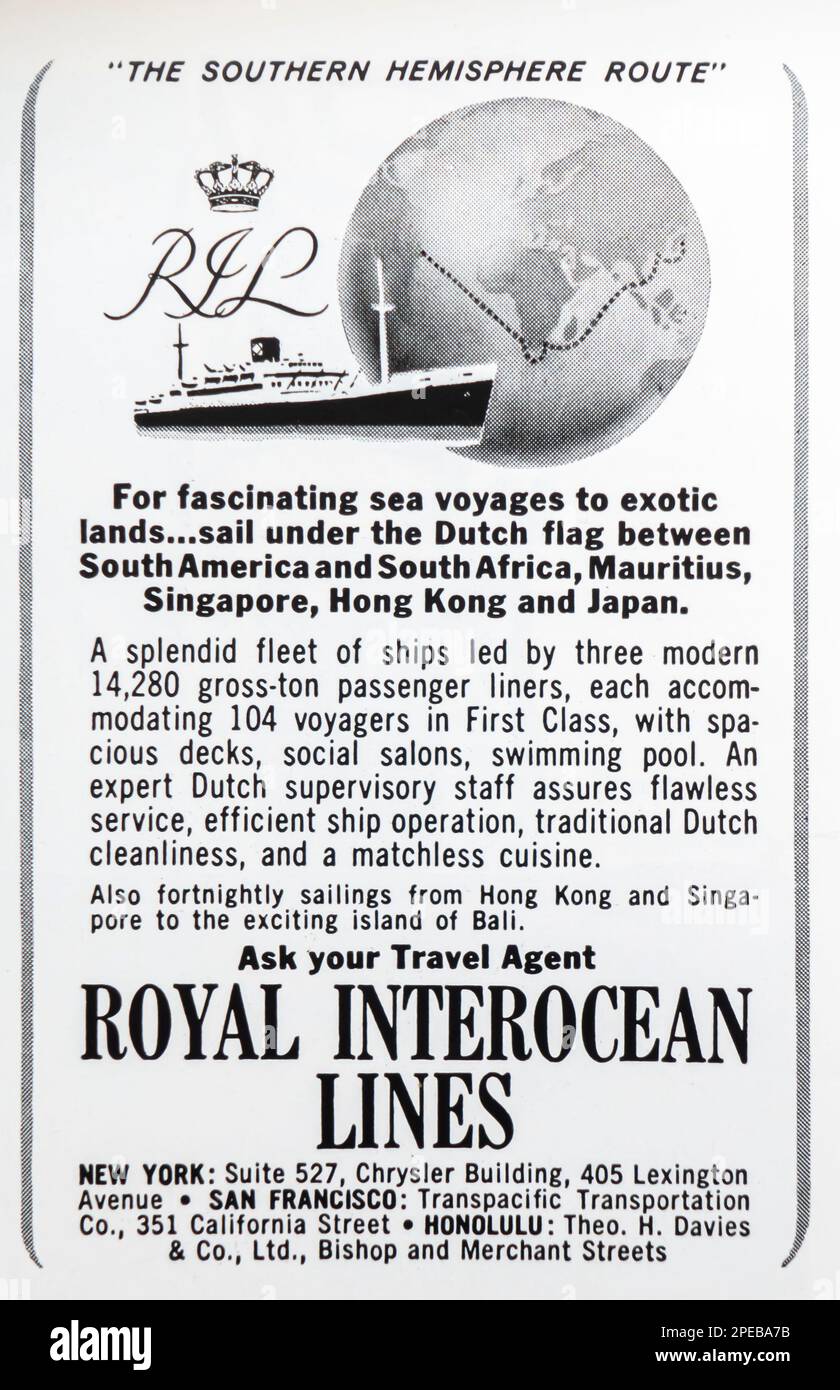 "THE SOUTHERN HEMISPHERE ROUTE"
RIL
For fascinating sea voyages to exotic
lands...sail under the Dutch flag between
South America and South Africa, Mauritius,
Singapore, Hong Kong and Japan.
A splendid fleet of ships led by three modern
14,280 gross-ton passenger liners, each accom-
modating 104 voyagers in First Class, with spa-
cious decks, social salons, swimming pool. An
expert Dutch supervisory staff assures flawless
service, efficient ship operation, traditional Dutch
cleanliness, and a matchless cuisine.
Also fortnightly sailings from Hong Kong and Singa-
pore to the exciting island of Bali.
Ask your Travel Agent
ROYAL INTEROCEAN
LINES
NEW YORK: Suite 527, Chrysler Building, 405 Lexington
Avenue • SAN FRANCISCO: Transpacific Transportation
Co., 351 California Street • HONOLULU: Theo. H. Davies
& Co., Ltd., Bishop and Merchant Streets
alamy
Image ID: 2PEBA7B
www.alamy.com